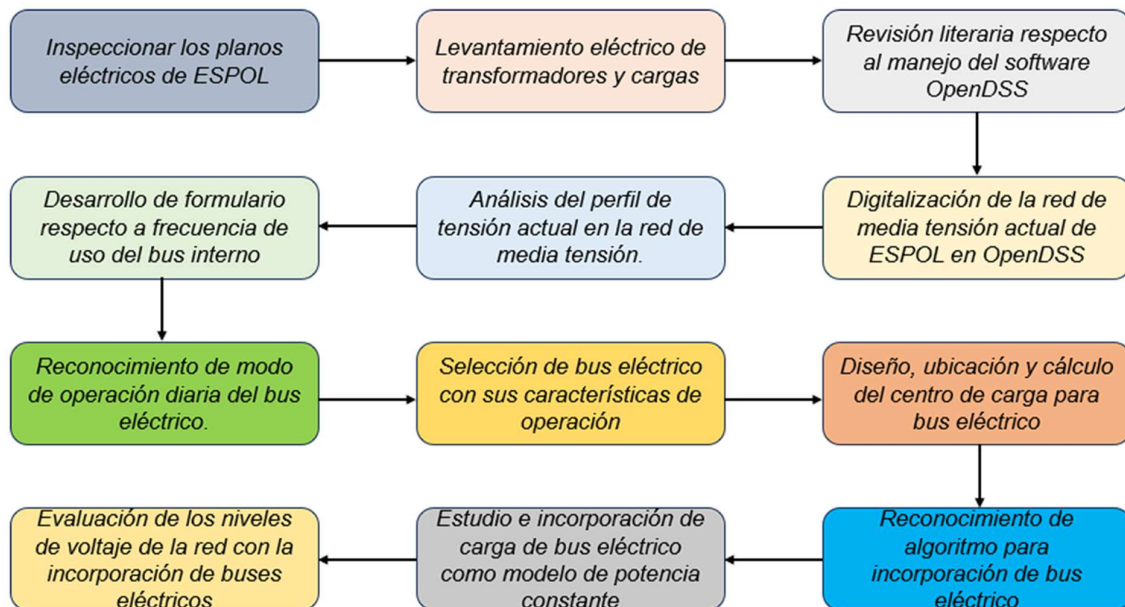 Inspeccionar los planos
eléctricos de ESPOL
Levantamiento eléctrico de
transformadores y cargas
Revisión literaria respecto
al manejo del software
OpenDSS
Digitalización de la red de
media tensión actual de
ESPOL en OpenDSS
Análisis del perfil de
tensión actual en la red de
media tensión.
Desarrollo de formulario
respecto a frecuencia de
uso del bus interno
Reconocimiento de modo
de operación diaria del bus
eléctrico.
Selección de bus eléctrico
con sus características de
operación
Diseño, ubicación y cálculo
del centro de carga para
bus eléctrico
Reconocimiento de
algoritmo para
incorporación de bus
eléctrico
Estudio e incorporación de
carga de bus eléctrico
como modelo de potencia
constante
Evaluación de los niveles
de voltaje de la red con la
incorporación de buses
eléctricos